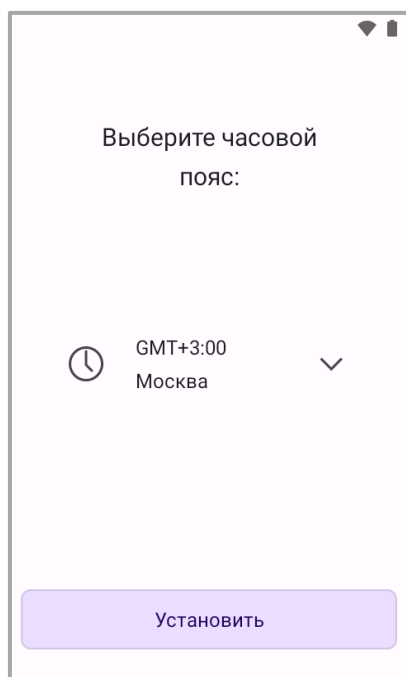 Выберите часовой
пояс:
GMT+3:00
Москва
Установить